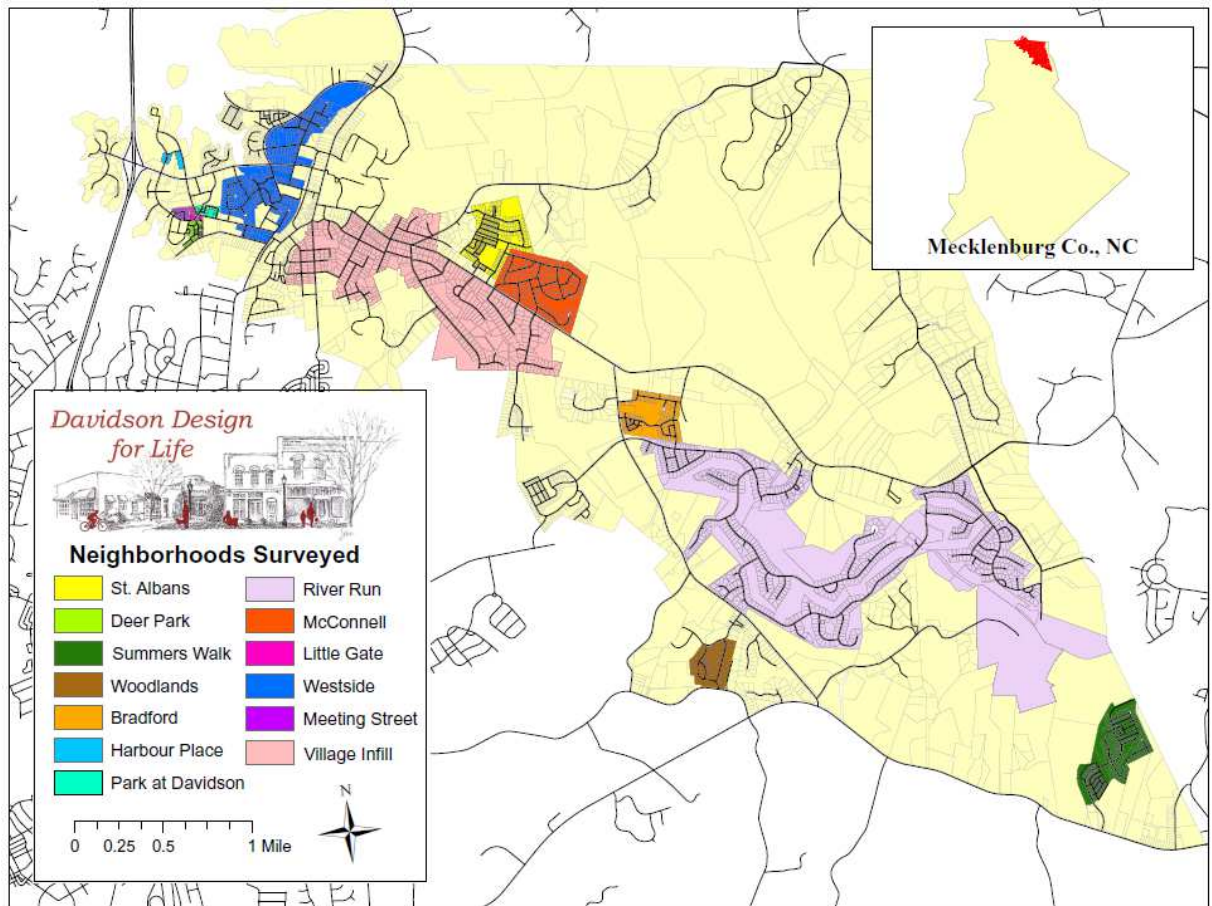 Mecklenburg Co., NC
Davidson Design
for Life
Neighborhoods Surveyed
St. Albans
Deer Park
Summers Walk
Woodlands
Bradford
Harbour Place
Park at Davidson
River Run
McConnell
Little Gate
Westside
Meeting Street
Village Infill
N
0 0.25 0.5 1 Mile